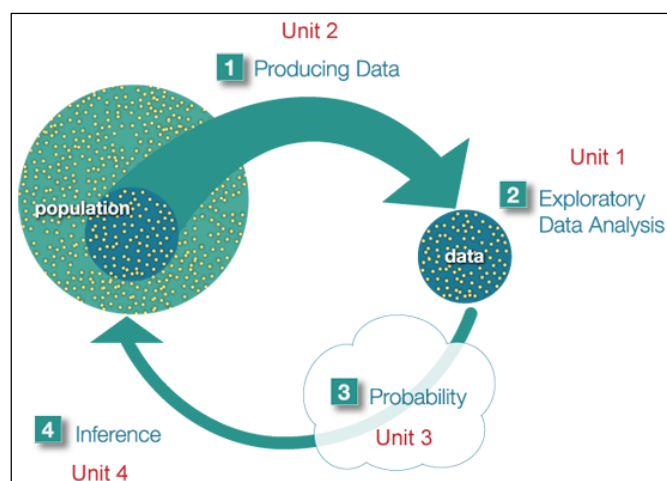 Unit 2
1 Producing Data
Unit 1
2 Exploratory
Data Analysis
population
data
3 Probability
Unit 3
4 Inference
Unit 4